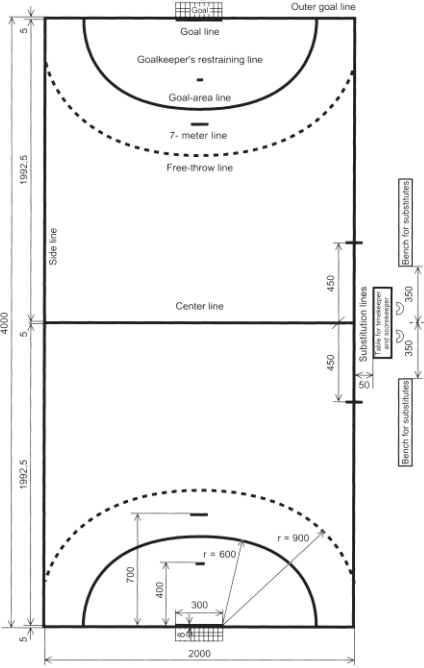 Goal
Outer goal line
Goal line
5
Goalkeeper's restraining line
Goal-area line
7- meter line
Free-throw line
1992.5
Side line
Bench for substitutes
450
350
Substitution lines
Table for timekeeper
and scorekeeper
Center line
4000
5
450
350
50
Bench for substitutes
1992.5
r = 900
r = 600
700
400
300
8
5
2000